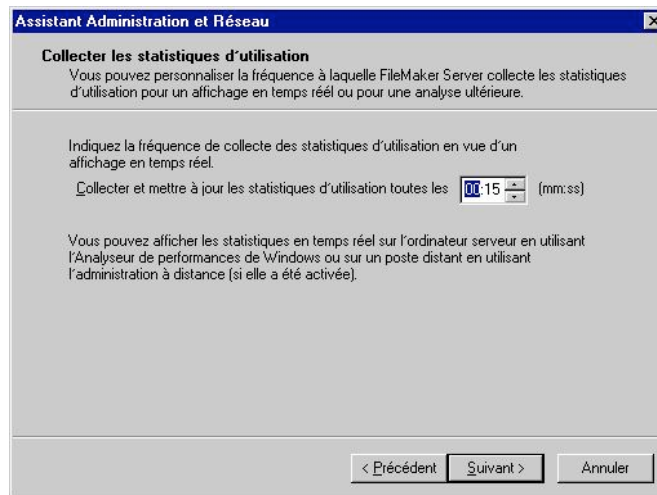 Assistant Administration et Réseau
Collecter les statistiques d'utilisation
Vous pouvez personnaliser la fréquence à laquelle FileMaker Server collecte les statistiques
d'utilisation pour un affichage en temps réél ou pour une analyse ultérieure.
Indiquez la fréquence de collecte des statistiques d'utilisation en vue d'un
affichage en temps réel.
Collecter et mettre à jour les statistiques d'utilisation toutes les 00:15 (mm:ss)
Vous pouvez afficher les statistiques en temps réel sur l'ordinateur serveur en utilisant
l'Analyseur de performances de Windows ou sur un poste distant en utilisant
l'administration à distance (si elle a été activée).
< Précédent Suivant > Annuler